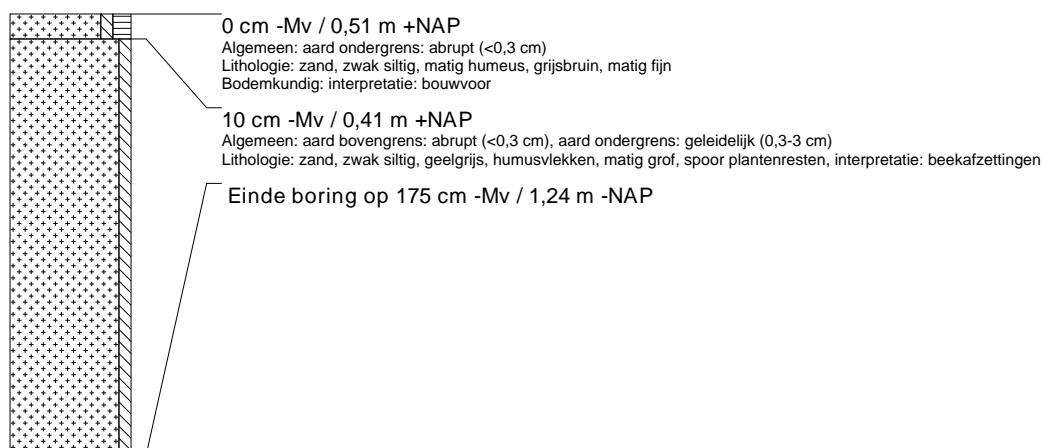 0 cm -Mv / 0,51 m +NAP
Algemeen: aard ondergrens: abrupt (<0,3 cm)
Lithologie: zand, zwak siltig, matig humeus, grijsbruin, matig fijn
Bodemkundig: interpretatie: bouwvoor
10 cm -Mv / 0,41 m +NAP
Algemeen: aard bovengrens: abrupt (<0,3 cm), aard ondergrens: geleidelijk (0,3-3 cm)
Lithologie: zand, zwak siltig, geelgrijs, humusvlekken, matig grof, spoor plantenresten, interpretatie: beekafzettingen
Einde boring op 175 cm -Mv / 1,24 m -NAP